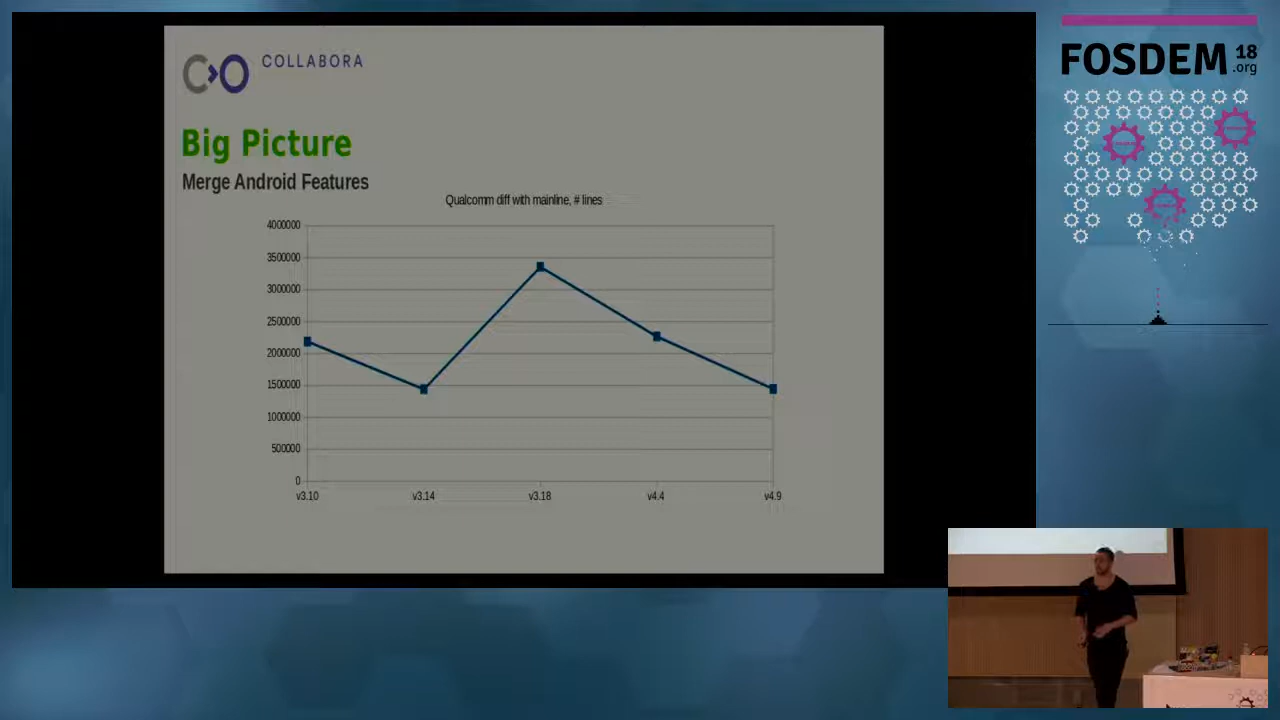 COLLABORA
Big Picture
Merge Android Features
Qualcomm diff with mainline, # lines
4000000
3500000
3000000
2500000
2000000
1500000
1000000
500000
0
v3.10
v3.14
v3.18
v4.4
v4.9
FOSDEM 18
.org